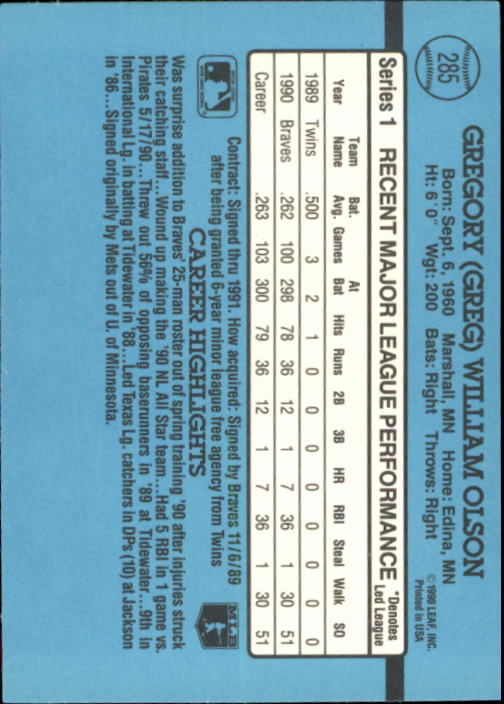 285
GREGORY (GREG) WILLIAM OLSON
Born: Sept. 6, 1960 Marshall, MN Home: Edina, MN
Ht: 6' 0" Wgt: 200 Bats: Right Throws: Right
© 1990 LEAF, INC.
Printed in USA
Series 1 RECENT MAJOR LEAGUE PERFORMANCE *Denotes Led League
Year Team Name Bat. Avg. Games At Bat Hits Runs 2B 3B HR RBI Steal Walk SO
1989 Twins .500 3 2 1 0 0 0 0 0 0 0 0
1990 Braves .262 100 298 78 36 12 1 7 36 1 30 51
Career .263 103 300 79 36 12 1 7 36 1 30 51
Contract: Signed thru 1991. How acquired: Signed by Braves 11/6/89
after being granted 6-year minor league free agency from Twins
CAREER HIGHLIGHTS
MLB
Was surprise addition to Braves' 25-man roster out of spring training '90 after injuries struck
their catching staff...Wound up making the '90 NL All Star team...Had 5 RBI in 1 game vs.
Pirates 5/17/90...Threw out 56% of opposing baserunners in '89 at Tidewater...9th in
International Lg. in batting at Tidewater in '88...Led Texas Lg. catchers in DPs (10) at Jackson
in '86...Signed originally by Mets out of U. of Minnesota.